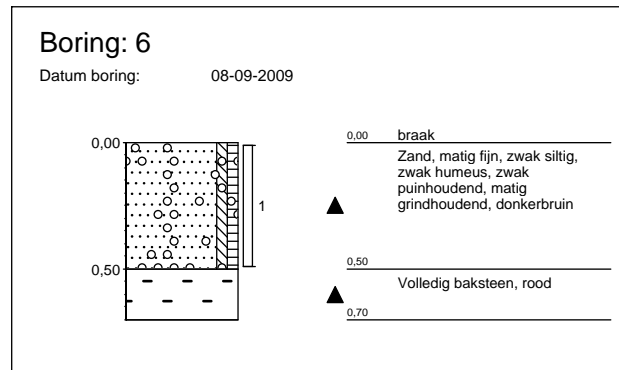 Boring: 6
Datum boring: 08-09-2009
0,00
0,50
1
0,00 braak
Zand, matig fijn, zwak siltig,
zwak humeus, zwak
puinhoudend, matig
grindhoudend, donkerbruin
0,50
Volledig baksteen, rood
0,70